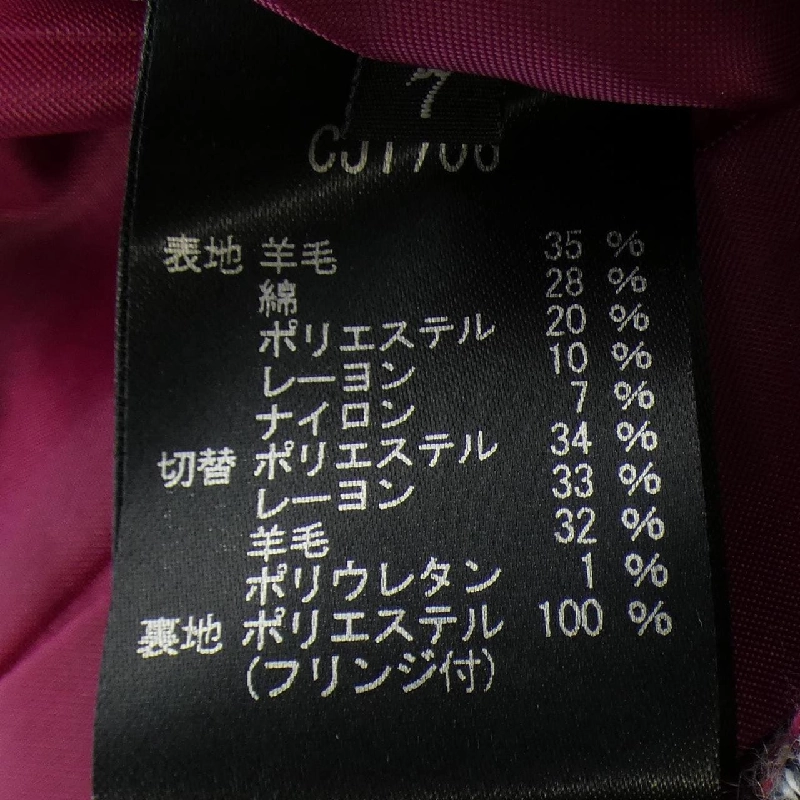 7
CJ1706
表地 羊毛 35 %
綿 28 %
ポリエステル 20 %
レーヨン 10 %
ナイロン 7 %
切替 ポリエステル 34 %
レーヨン 33 %
羊毛 32 %
ポリウレタン 1 %
裏地 ポリエステル 100 %
(フリンジ付)